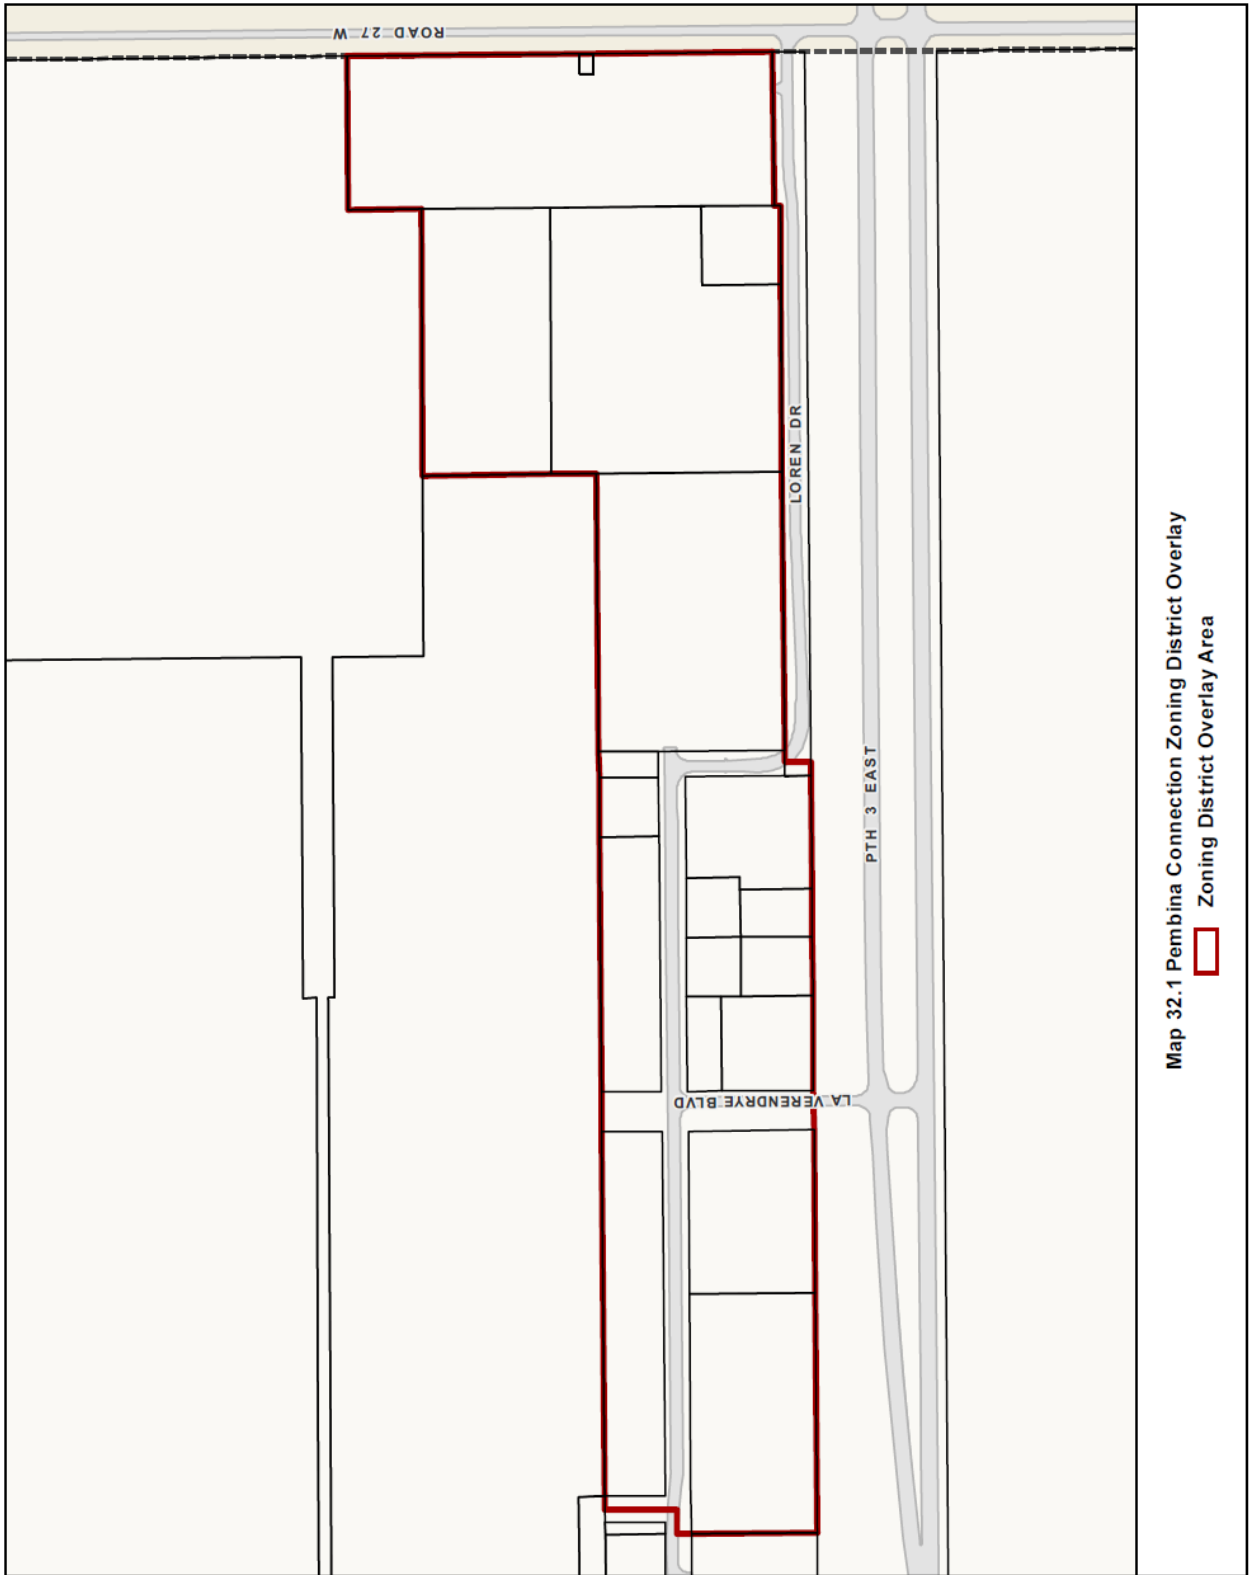 ROAD 27 W
LOREN DR
PTH 3 EAST
LA VERENDRYE BLVD
Map 32.1 Pembina Connection Zoning District Overlay
Zoning District Overlay Area